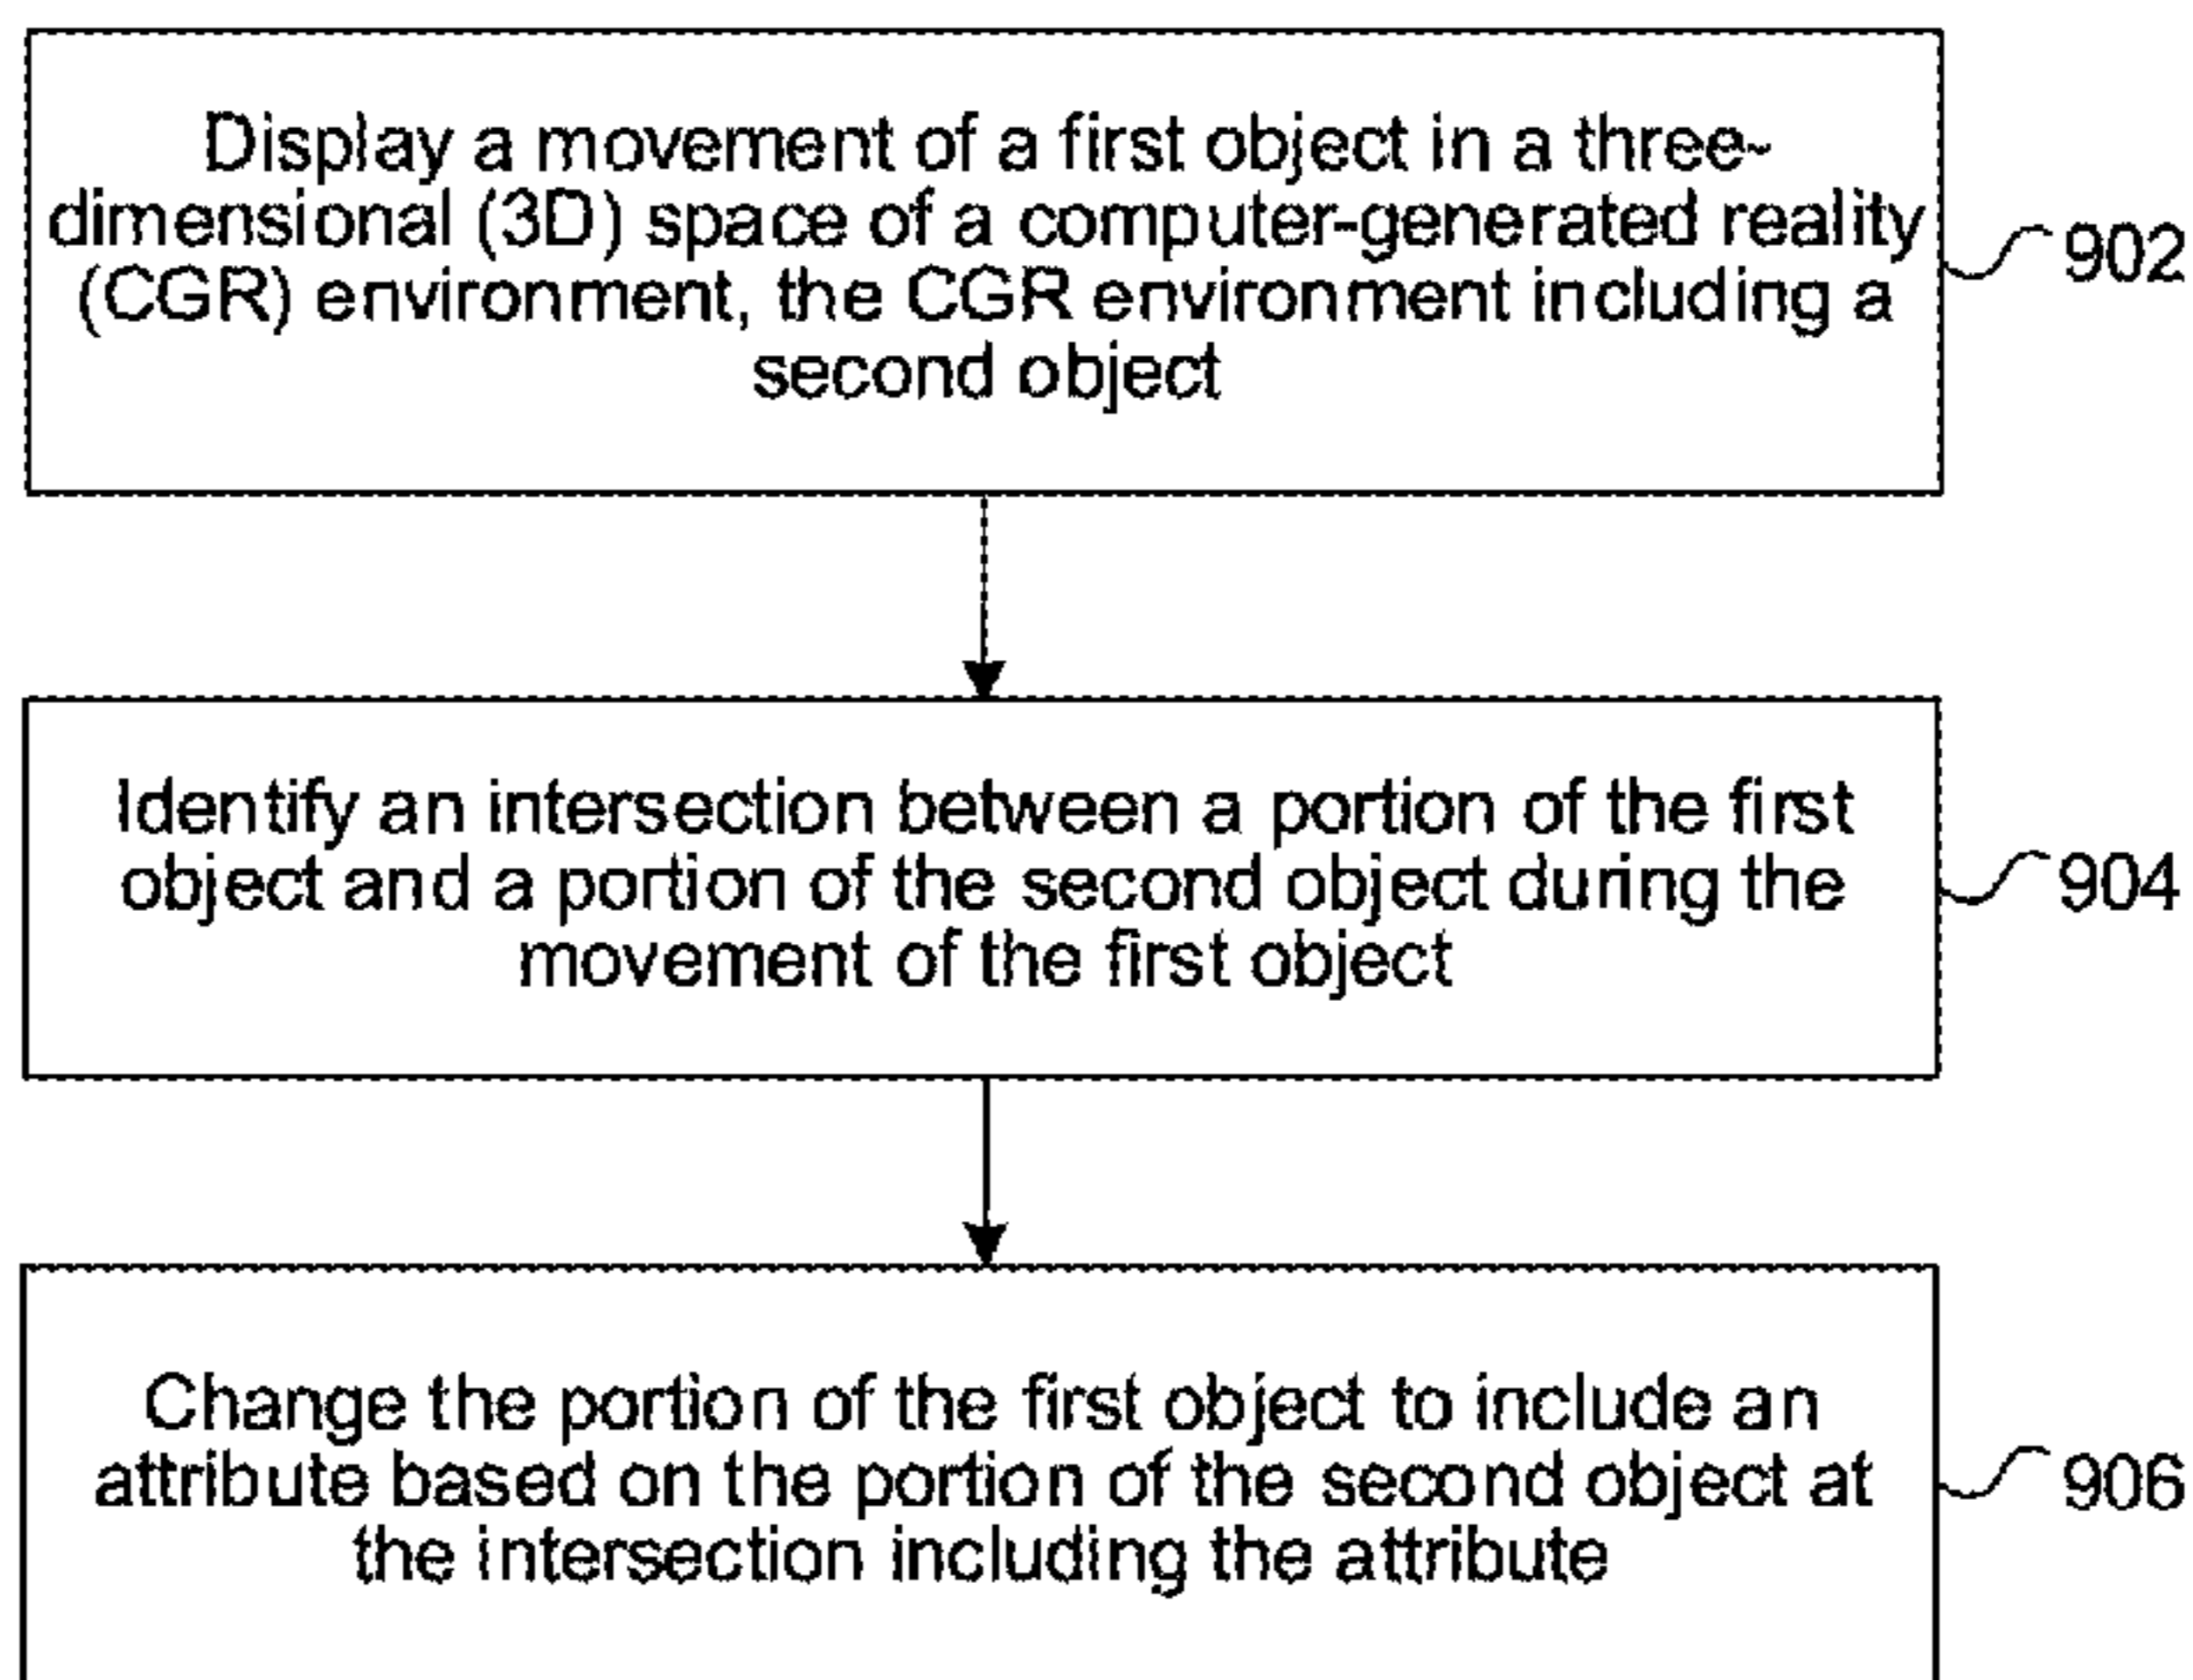 Display a movement of a first object in a three-
dimensional (3D) space of a computer-generated reality
(CGR) environment, the CGR environment including a
second object
902
Identify an intersection between a portion of the first
object and a portion of the second object during the
movement of the first object
904
Change the portion of the first object to include an
attribute based on the portion of the second object at
the intersection including the attribute
906